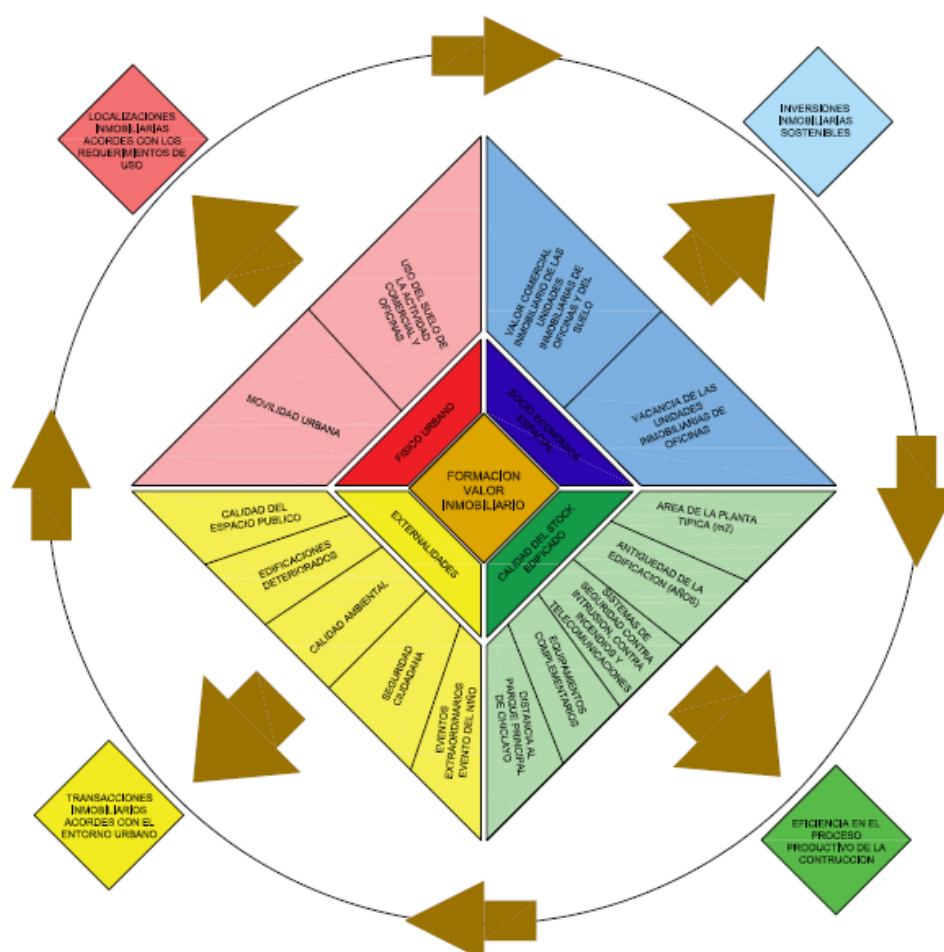 LOCALIZACIONES
INMOBILIARIAS
ACORDES CON LOS
REQUERIMIENTOS DE
USO
INVERSIONES
INMOBILIARIAS
SOSTENIBLES
USO DEL SUELO DE
LA ACTIVIDAD
COMERCIAL Y
OFICINAS
MOVILIDAD URBANA
VALOR COMERCIAL
INMOBILIARIO DE LAS
UNIDADES
INMOBILIARIAS DE
OFICINAS Y DEL
SUELO
VACANCIA DE LAS
UNIDADES
INMOBILIARIAS DE
OFICINAS
FISICO URBANO
SOCIO ECONOMICA
ESPACIAL
FORMACION
VALOR
INMOBILIARIO
EXTERNALIDADES
CALIDAD DEL STOCK
EDIFICADO
CALIDAD DEL
ESPACIO PUBLICO
EDIFICACIONES
DETERIORADOS
CALIDAD AMBIENTAL
SEGURIDAD
CIUDADANA
EVENTOS
EXTRAORDINARIOS
EVENTO DEL NIÑO
AREA DE LA PLANTA
TIPICA (m2)
ANTIGUEDAD DE LA
EDIFICACION (AÑOS)
SISTEMAS DE
SEGURIDAD CONTRA
INTRUSION, CONTRA
INCENDIOS Y
TELECOMUNICACIONES
EQUIPAMIENTOS
COMPLEMENTARIOS
DISTANCIA AL
PARQUE PRINCIPAL
DE CHICLAYO
TRANSACCIONES
INMOBILIARIOS
ACORDES CON EL
ENTORNO URBANO
EFICIENCIA EN EL
PROCESO
PRODUCTIVO DE LA
CONTRUCCION